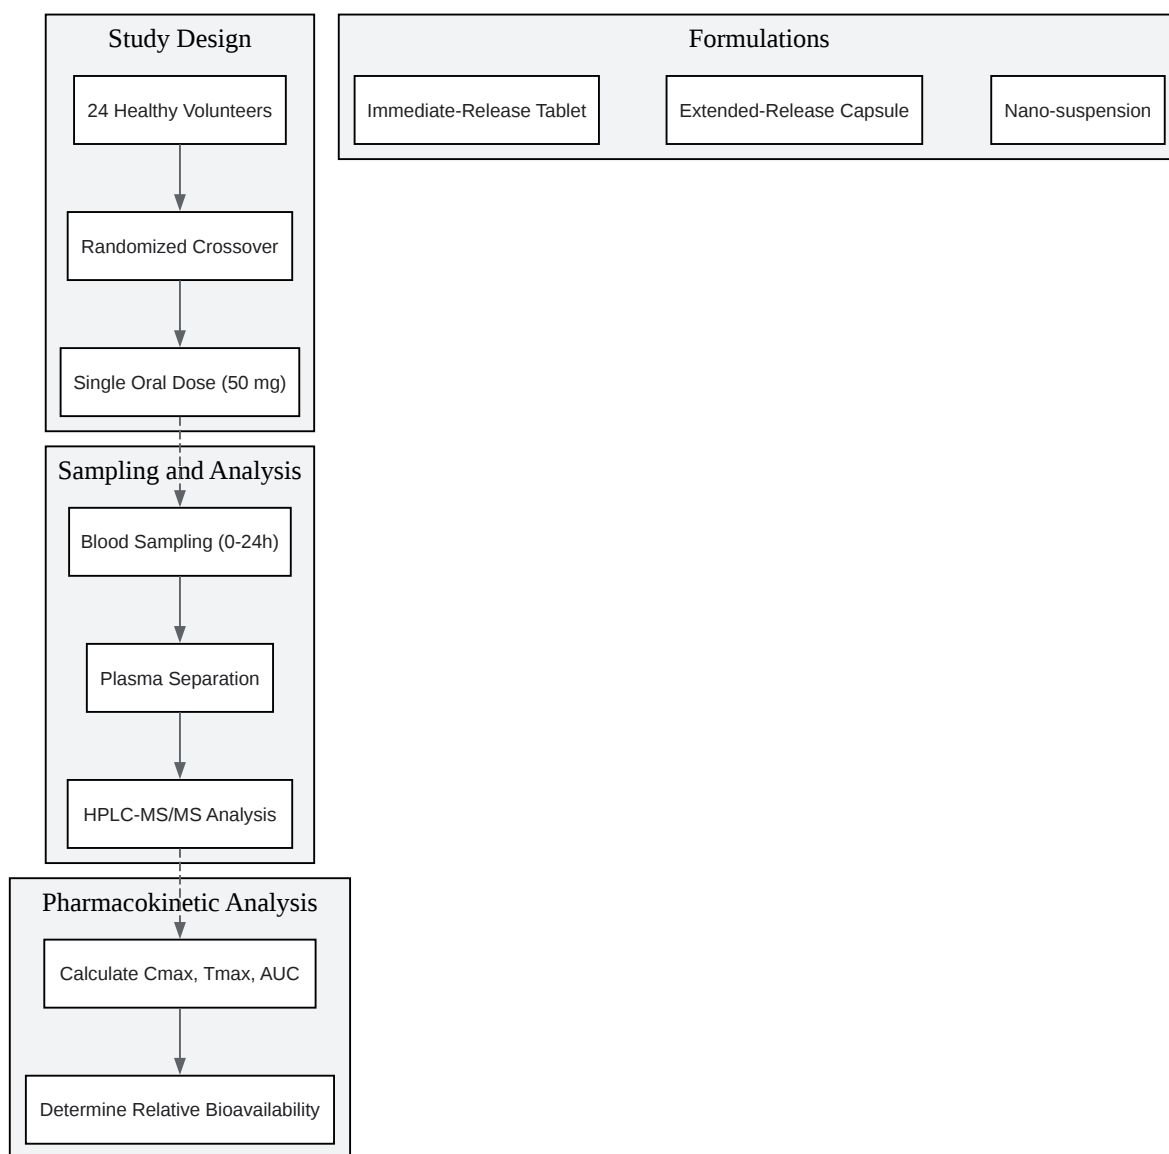 Study Design
24 Healthy Volunteers
Randomized Crossover
Single Oral Dose (50 mg)
Formulations
Immediate-Release Tablet
Extended-Release Capsule
Nano-suspension
Sampling and Analysis
Blood Sampling (0-24h)
Plasma Separation
HPLC-MS/MS Analysis
Pharmacokinetic Analysis
Calculate Cmax, Tmax, AUC
Determine Relative Bioavailability